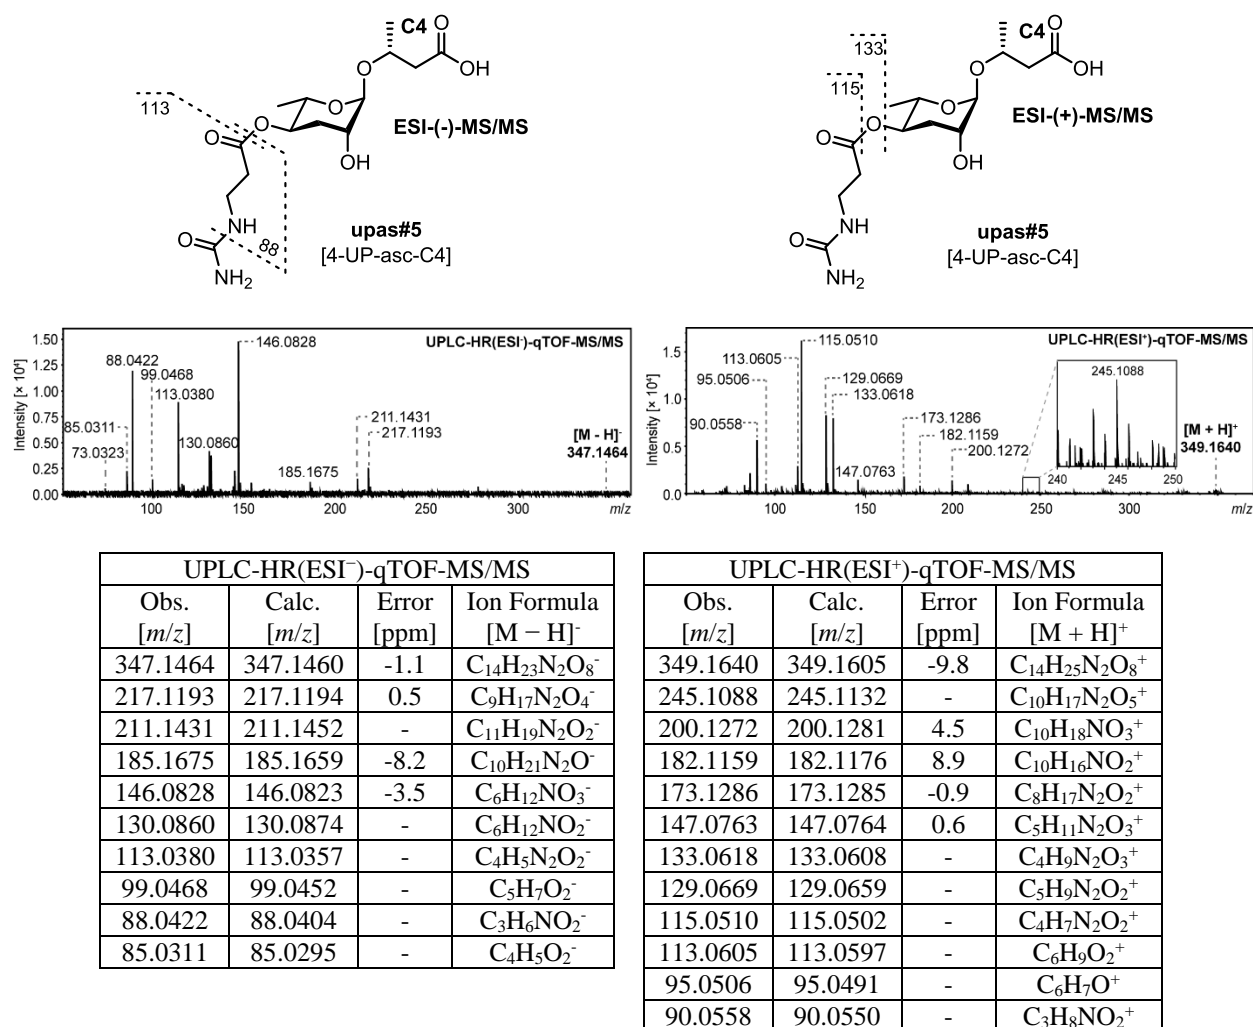 C4
O
OH
O
O
O
O
OH
113
ESI-(-)-MS/MS
NH
O
NH2
88
upas#5
[4-UP-asc-C4]
C4
O
OH
O
O
O
O
OH
133
115
ESI-(+)-MS/MS
NH
O
NH2
upas#5
[4-UP-asc-C4]
UPLC-HR(ESI-)-qTOF-MS/MS
Intensity [× 10⁴]
1.50
1.25
1.00
0.75
0.50
0.25
0.00
146.0828
88.0422
99.0468
113.0380
85.0311
73.0323
130.0860
185.1675
211.1431
217.1193
[M - H]-
347.1464
100 150 200 250 300 m/z
UPLC-HR(ESI+)-qTOF-MS/MS
Intensity [× 10⁴]
1.5
1.0
0.5
0.0
115.0510
113.0605
95.0506
90.0558
129.0669
133.0618
147.0763
173.1286
182.1159
200.1272
245.1088
240 245 250
[M + H]+
349.1640
100 150 200 250 300 m/z
UPLC-HR(ESI⁻)-qTOF-MS/MS
Obs. Calc. Error Ion Formula
[m/z] [m/z] [ppm] [M − H]-
347.1464 347.1460 -1.1 C14H23N2O8-
217.1193 217.1194 0.5 C9H17N2O4-
211.1431 211.1452 - C11H19N2O2-
185.1675 185.1659 -8.2 C10H21N2O-
146.0828 146.0823 -3.5 C6H12NO3-
130.0860 130.0874 - C6H12NO2-
113.0380 113.0357 - C4H5N2O2-
99.0468 99.0452 - C5H7O2-
88.0422 88.0404 - C3H6NO2-
85.0311 85.0295 - C4H5O2-
UPLC-HR(ESI+)-qTOF-MS/MS
Obs. Calc. Error Ion Formula
[m/z] [m/z] [ppm] [M + H]+
349.1640 349.1605 -9.8 C14H25N2O8+
245.1088 245.1132 - C10H17N2O5+
200.1272 200.1281 4.5 C10H18NO3+
182.1159 182.1176 8.9 C10H16NO2+
173.1286 173.1285 -0.9 C8H17N2O2+
147.0763 147.0764 0.6 C5H11N2O3+
133.0618 133.0608 - C4H9N2O3+
129.0669 129.0659 - C5H9N2O2+
115.0510 115.0502 - C4H7N2O2+
113.0605 113.0597 - C6H9O2+
95.0506 95.0491 - C6H7O+
90.0558 90.0550 - C3H8NO2+